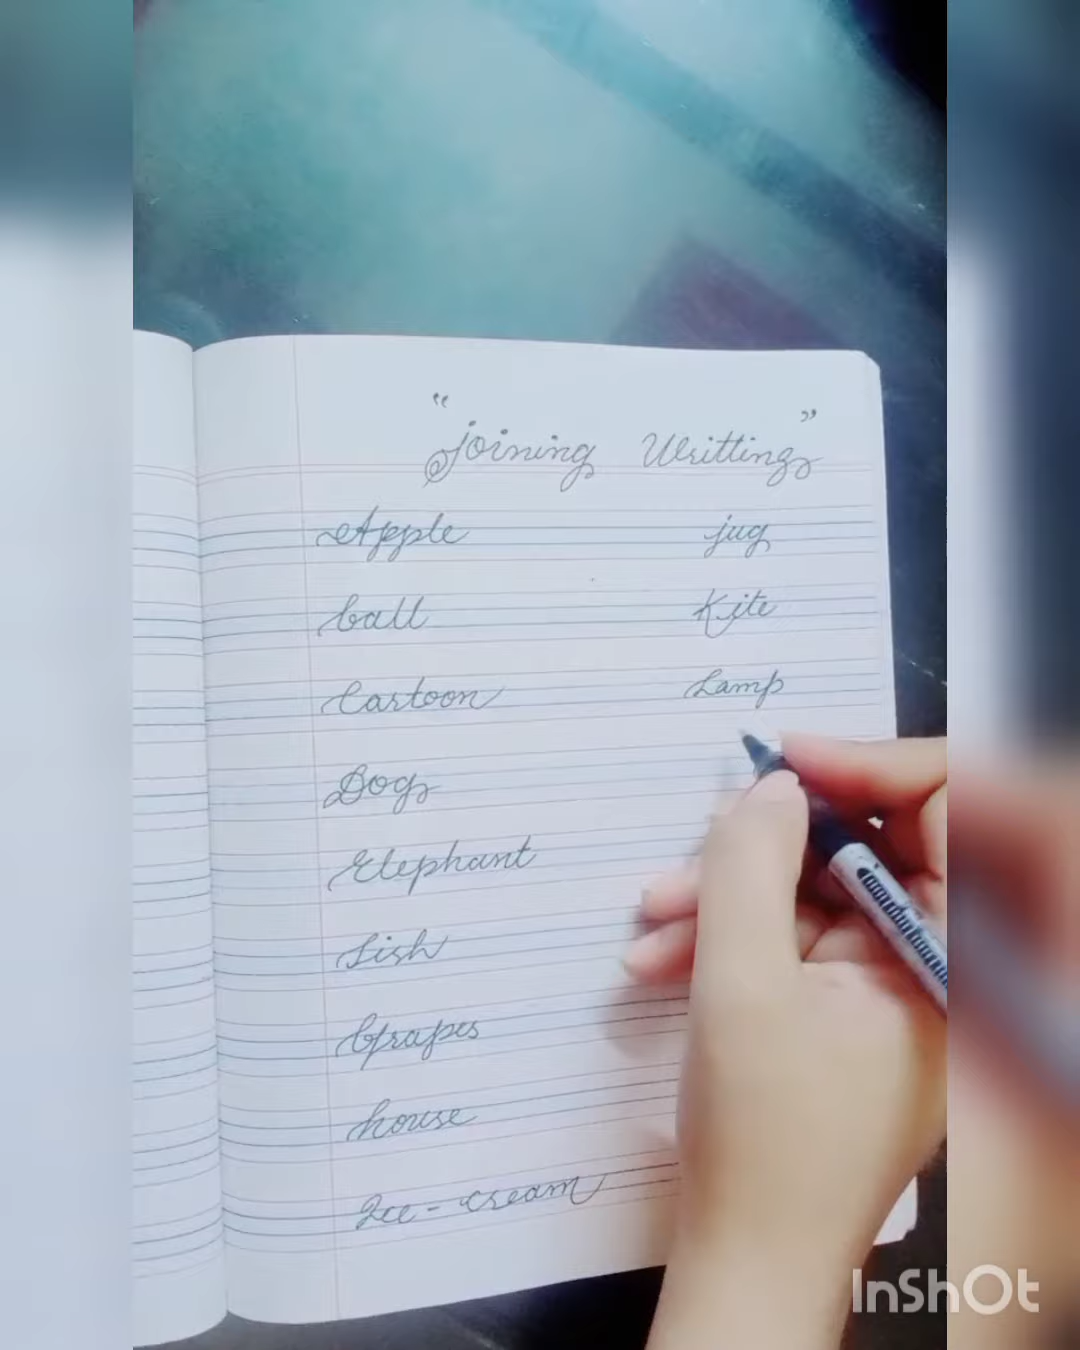 "Joining Writting"
Apple jug
ball Kite
Cartoon Lamp
Dog
Elephant
Fish
Grapes
house
Ice-cream
InShOt